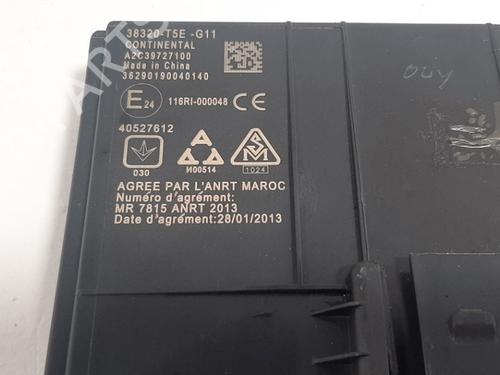 38320-T5E -G11
CONTINENTAL
A2C39727100
Made in China
36290190040140
E24 116RI-000048 CE
40527612
030 M00514 SM 1024
AGREE PAR L'ANRT MAROC
Numéro d'agrément:
MR 7815 ANRT 2013
Date d'agrément:28/01/2013